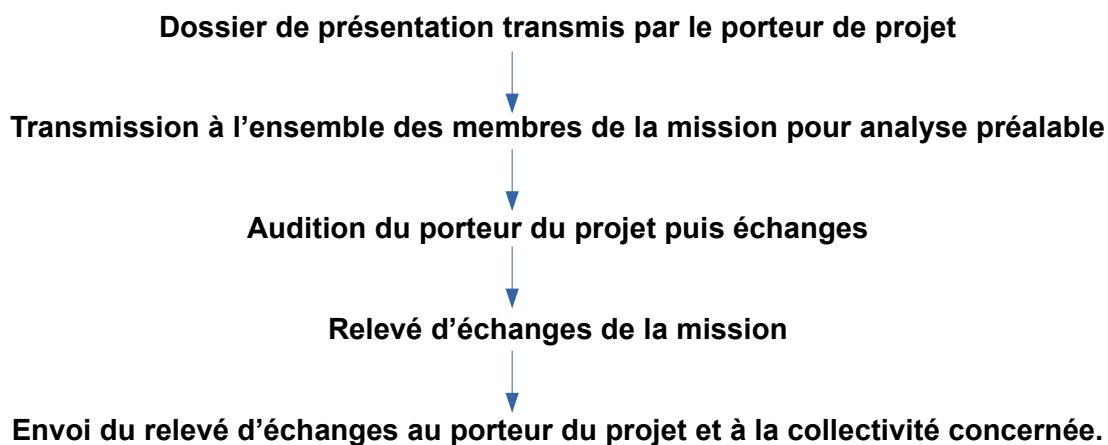 Dossier de présentation transmis par le porteur de projet
Transmission à l’ensemble des membres de la mission pour analyse préalable
Audition du porteur du projet puis échanges
Relevé d’échanges de la mission
Envoi du relevé d’échanges au porteur du projet et à la collectivité concernée.